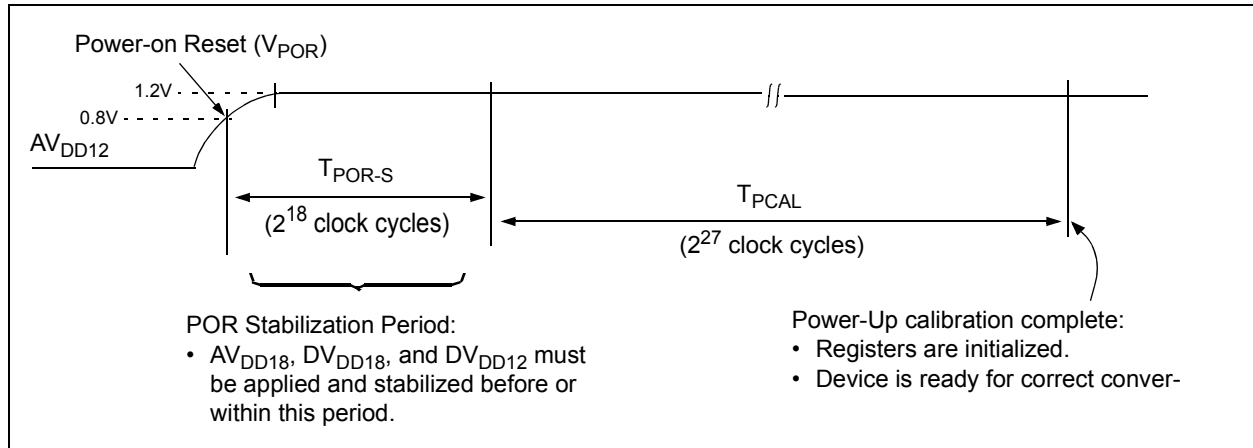 Power-on Reset (VPOR)
1.2V
0.8V
AVDD12
TPOR-S
(2^18 clock cycles)
TPCAL
(2^27 clock cycles)
POR Stabilization Period:
• AVDD18, DVDD18, and DVDD12 must
be applied and stabilized before or
within this period.
Power-Up calibration complete:
• Registers are initialized.
• Device is ready for correct conver-